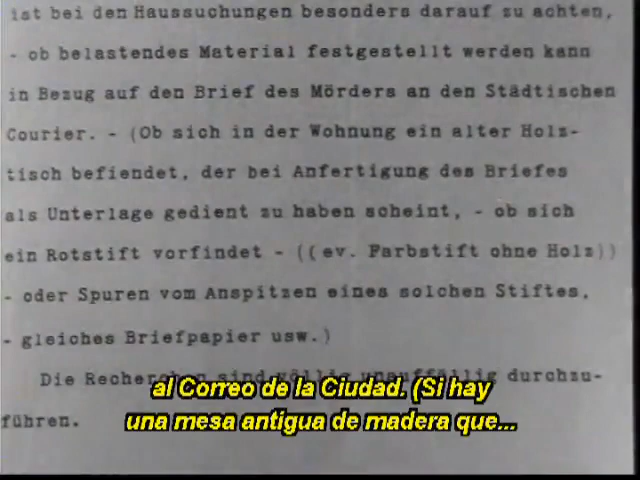 ist bei den Haussuchungen besonders darauf zu achten,
- ob belastendes Material festgestellt werden kann
in Bezug auf den Brief des Mörders an den Städtischen
Courier. - (Ob sich in der Wohnung ein alter Holz-
tisch befiendet, der bei Anfertigung des Briefes
als Unterlage gedient zu haben scheint, - ob sich
ein Rotstift vorfindet - ((ev. Farbstift ohne Holz))
- oder Spuren vom Anspitzen eines solchen Stiftes,
- gleiches Briefpapier usw.)
Die Recherchen sind völlig unauffällig durchzu-
führen.
al Correo de la Ciudad. (Si hay
una mesa antigua de madera que...